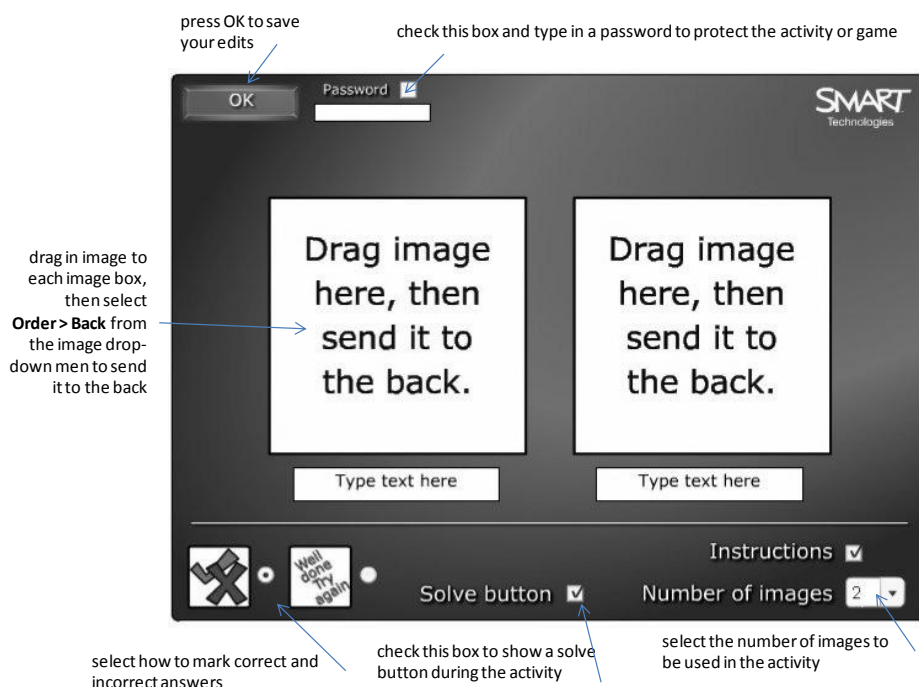 press OK to save
your edits
check this box and type in a password to protect the activity or game
OK
Password
SMART
Technologies
drag in image to
each image box,
then select
Order > Back from
the image drop-
down men to send
it to the back
Drag image
here, then
send it to
the back.
Drag image
here, then
send it to
the back.
Type text here
Type text here
Well
done
Try
again
Instructions
Solve button
Number of images
2
select how to mark correct and
incorrect answers
check this box to show a solve
button during the activity
select the number of images to
be used in the activity